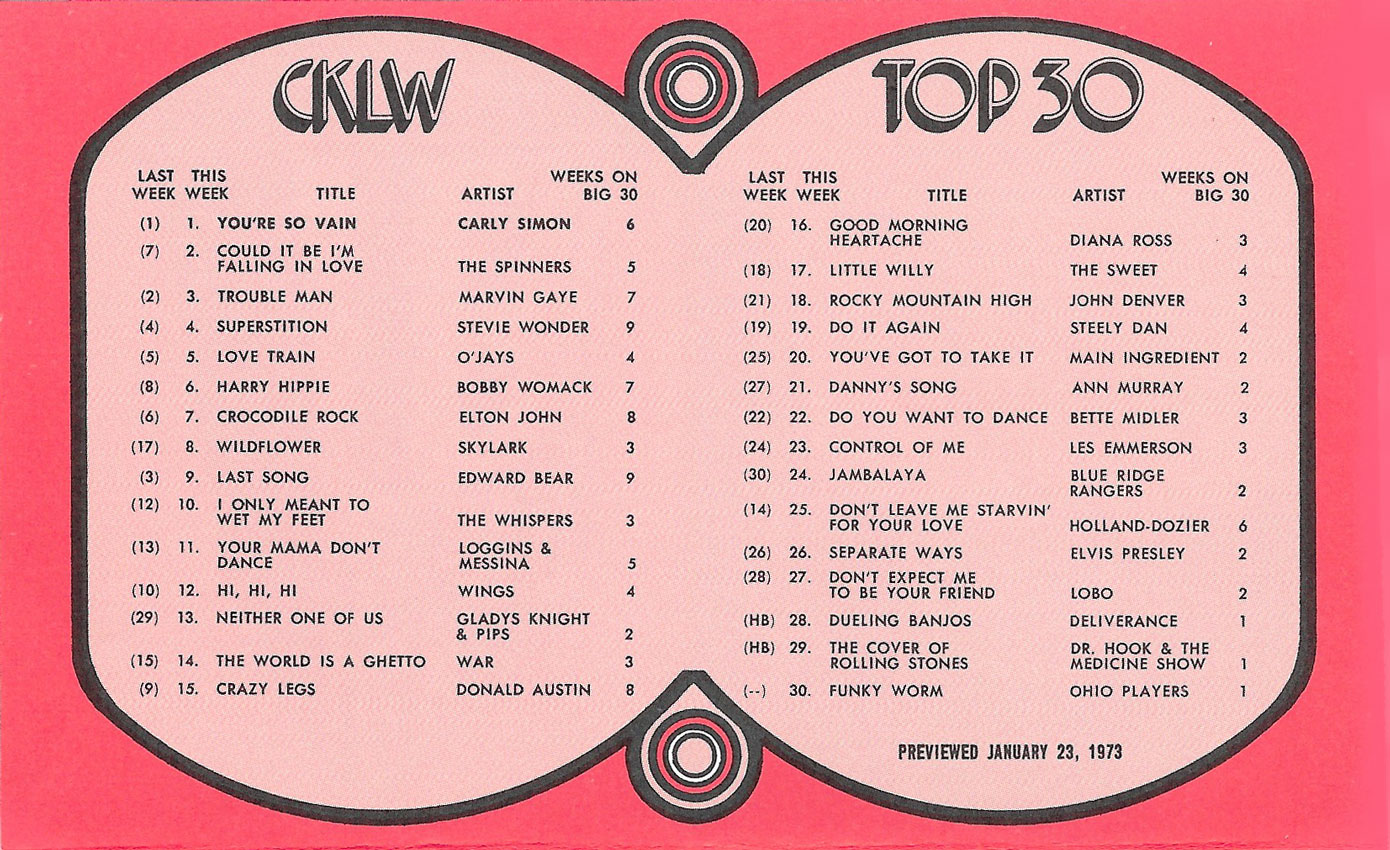 CKLW TOP 30
LAST THIS WEEKS ON
WEEK WEEK TITLE ARTIST BIG 30
(1) 1. YOU'RE SO VAIN CARLY SIMON 6
(7) 2. COULD IT BE I'M
FALLING IN LOVE THE SPINNERS 5
(2) 3. TROUBLE MAN MARVIN GAYE 7
(4) 4. SUPERSTITION STEVIE WONDER 9
(5) 5. LOVE TRAIN O'JAYS 4
(8) 6. HARRY HIPPIE BOBBY WOMACK 7
(6) 7. CROCODILE ROCK ELTON JOHN 8
(17) 8. WILDFLOWER SKYLARK 3
(3) 9. LAST SONG EDWARD BEAR 9
(12) 10. I ONLY MEANT TO
WET MY FEET THE WHISPERS 3
(13) 11. YOUR MAMA DON'T LOGGINS &
DANCE MESSINA 5
(10) 12. HI, HI, HI WINGS 4
(29) 13. NEITHER ONE OF US GLADYS KNIGHT
& PIPS 2
(15) 14. THE WORLD IS A GHETTO WAR 3
(9) 15. CRAZY LEGS DONALD AUSTIN 8
LAST THIS WEEKS ON
WEEK WEEK TITLE ARTIST BIG 30
(20) 16. GOOD MORNING
HEARTACHE DIANA ROSS 3
(18) 17. LITTLE WILLY THE SWEET 4
(21) 18. ROCKY MOUNTAIN HIGH JOHN DENVER 3
(19) 19. DO IT AGAIN STEELY DAN 4
(25) 20. YOU'VE GOT TO TAKE IT MAIN INGREDIENT 2
(27) 21. DANNY'S SONG ANN MURRAY 2
(22) 22. DO YOU WANT TO DANCE BETTE MIDLER 3
(24) 23. CONTROL OF ME LES EMMERSON 3
(30) 24. JAMBALAYA BLUE RIDGE
RANGERS 2
(14) 25. DON'T LEAVE ME STARVIN'
FOR YOUR LOVE HOLLAND-DOZIER 6
(26) 26. SEPARATE WAYS ELVIS PRESLEY 2
(28) 27. DON'T EXPECT ME
TO BE YOUR FRIEND LOBO 2
(HB) 28. DUELING BANJOS DELIVERANCE 1
(HB) 29. THE COVER OF DR. HOOK & THE
ROLLING STONES MEDICINE SHOW 1
(--) 30. FUNKY WORM OHIO PLAYERS 1
PREVIEWED JANUARY 23, 1973